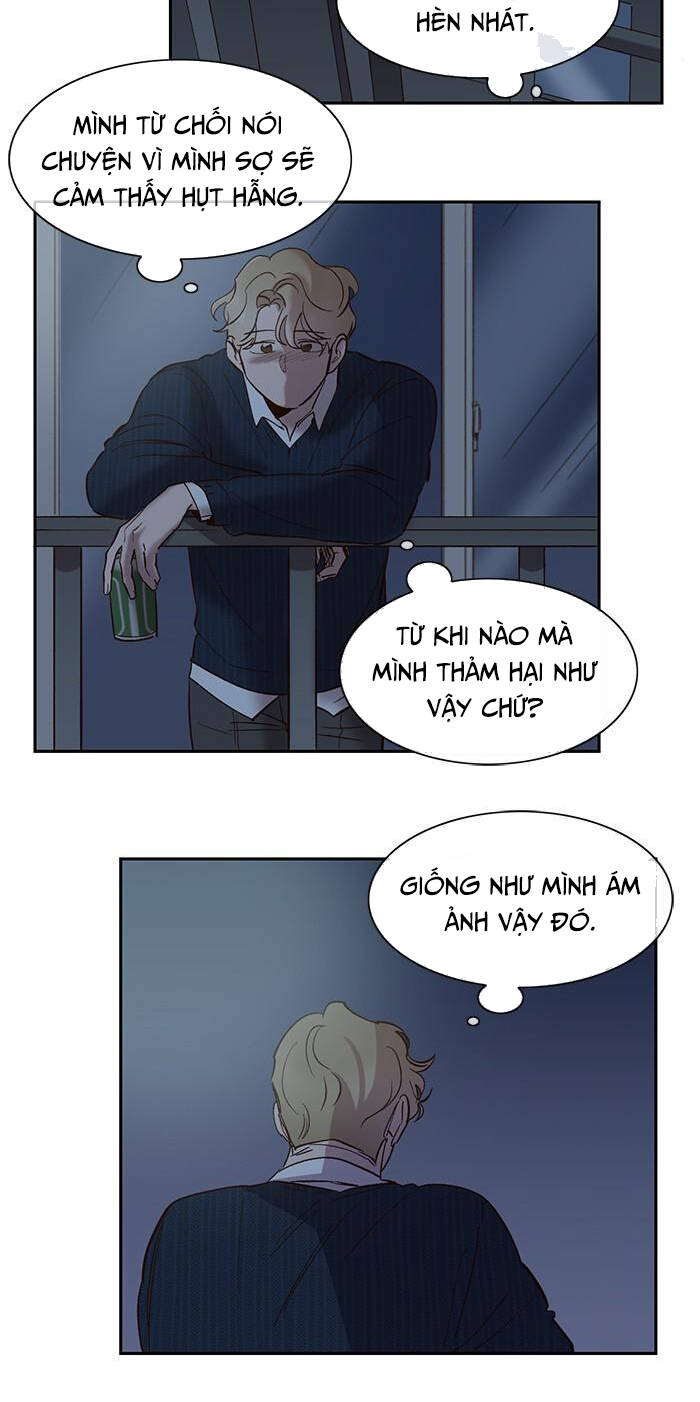 HÈN NHÁT.
MÌNH TỪ CHỐI NÓI
CHUYỆN VÌ MÌNH SỢ SẼ
CẢM THẤY HỤT HẪNG.
TỪ KHI NÀO MÀ
MÌNH THẢM HẠI NHƯ
VẬY CHỨ?
GIỐNG NHƯ MÌNH ÁM
ẢNH VẬY ĐÓ.